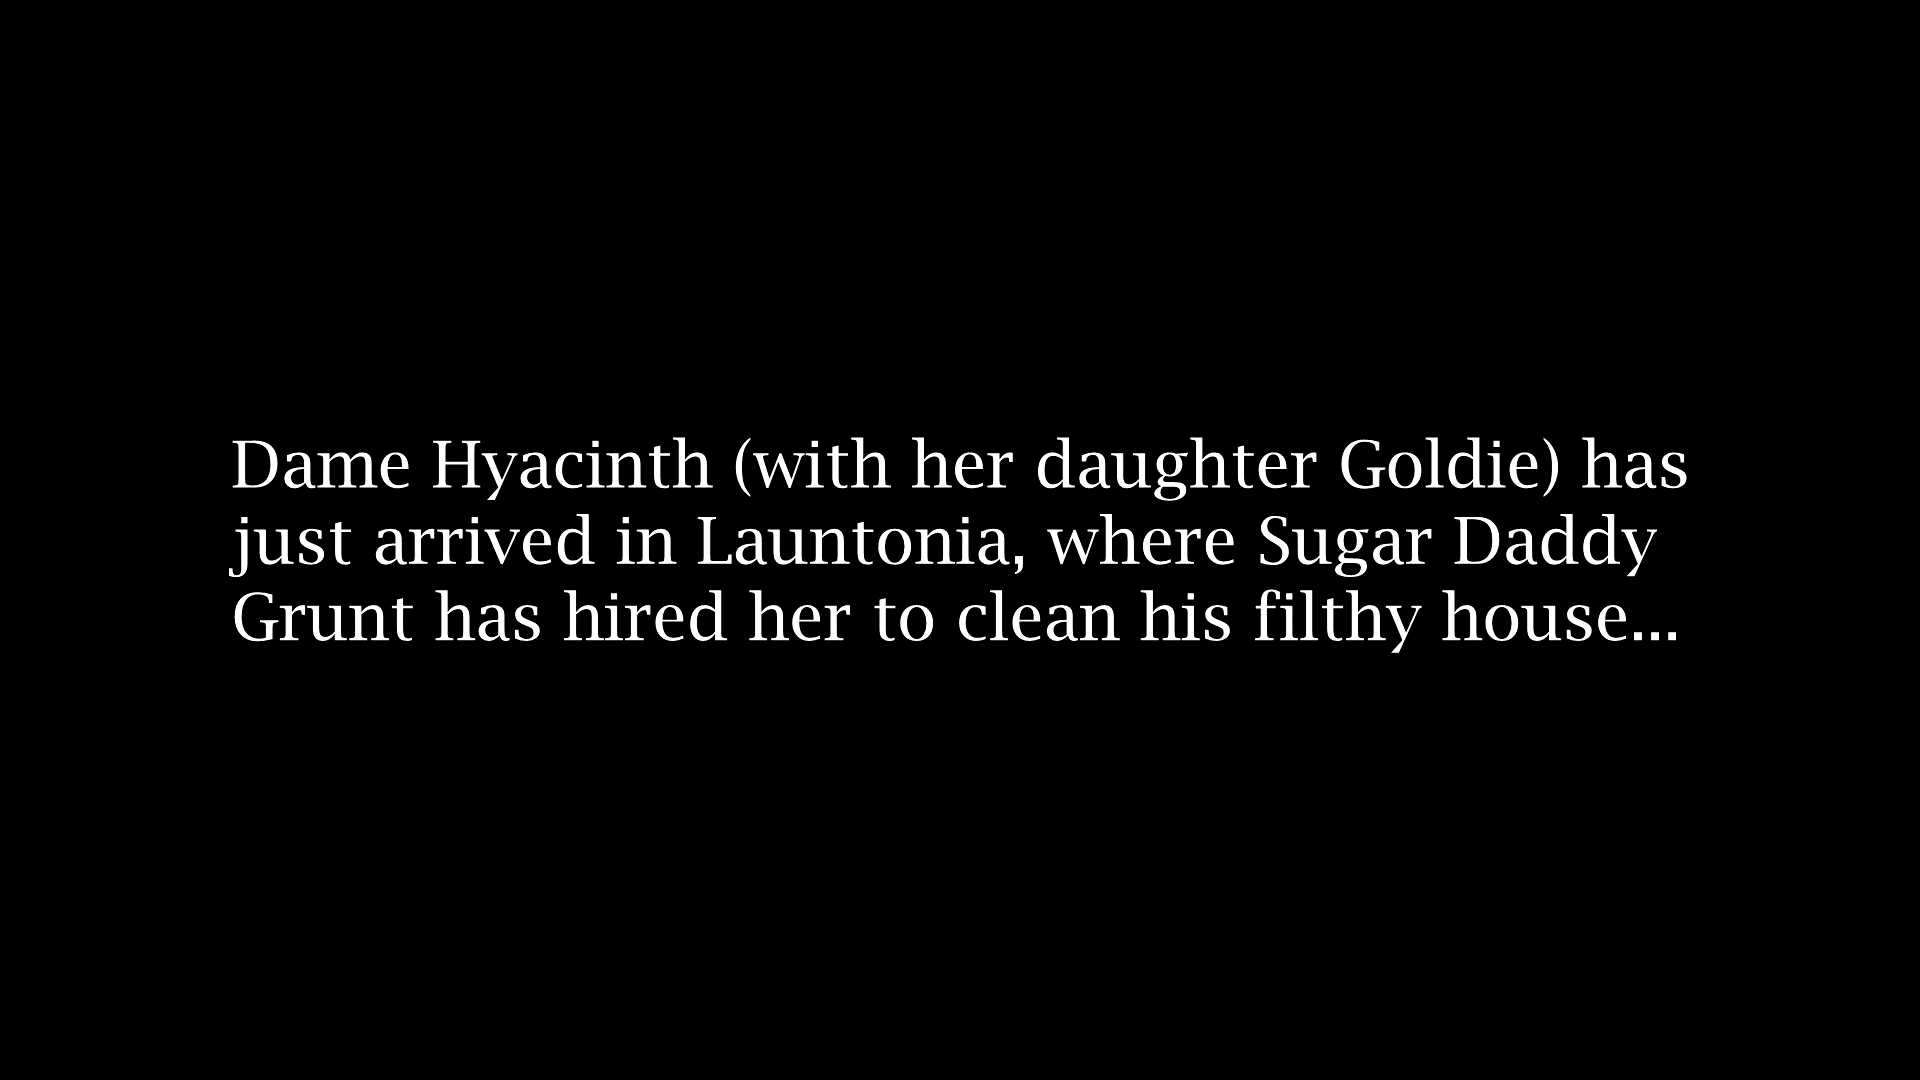 Dame Hyacinth (with her daughter Goldie) has
just arrived in Launtonia, where Sugar Daddy
Grunt has hired her to clean his filthy house...